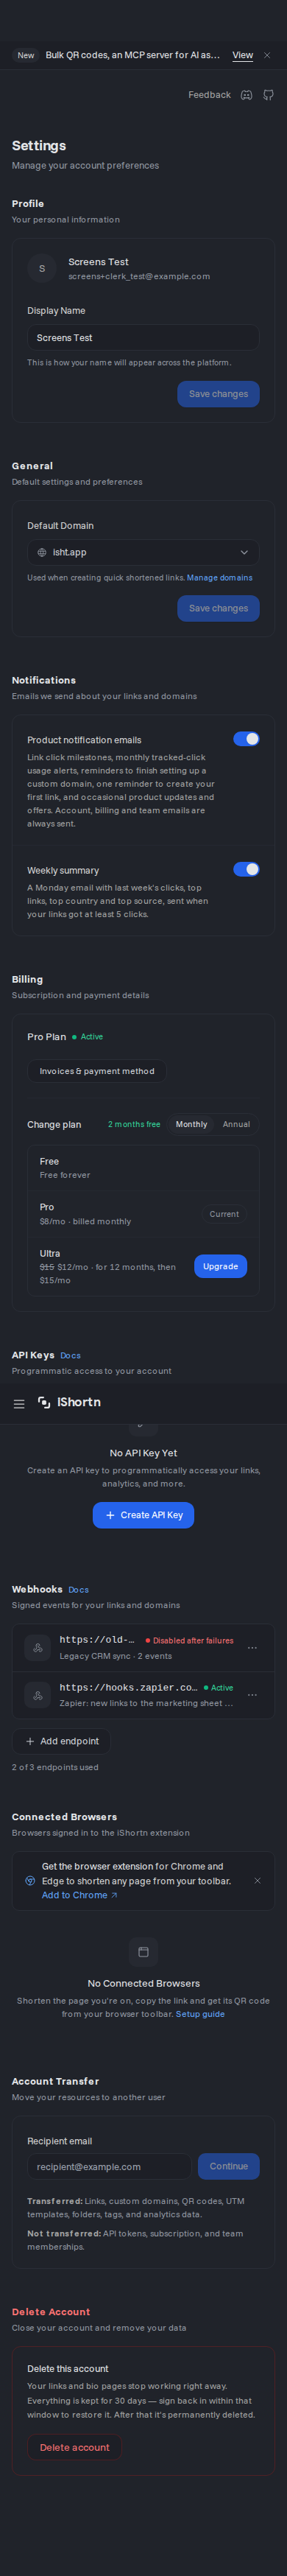 New Bulk QR codes, an MCP server for AI as… View
Feedback
Settings
Manage your account preferences
Profile
Your personal information
S
Screens Test
screens+clerk_test@example.com
Display Name
Screens Test
This is how your name will appear across the platform.
Save changes
General
Default settings and preferences
Default Domain
isht.app
Used when creating quick shortened links. Manage domains
Save changes
Notifications
Emails we send about your links and domains
Product notification emails
Link click milestones, monthly tracked-click
usage alerts, reminders to finish setting up a
custom domain, one reminder to create your
first link, and occasional product updates and
offers. Account, billing and team emails are
always sent.
Weekly summary
A Monday email with last week's clicks, top
links, top country and top source, sent when
your links got at least 5 clicks.
Billing
Subscription and payment details
Pro Plan Active
Invoices & payment method
Change plan 2 months free Monthly Annual
Free
Free forever
Pro
$8/mo · billed monthly
Current
Ultra
$15 $12/mo · for 12 months, then
$15/mo
Upgrade
API Keys Docs
Programmatic access to your account
IShortn
No API Key Yet
Create an API key to programmatically access your links,
analytics, and more.
Create API Key
Webhooks Docs
Signed events for your links and domains
https://old-… Disabled after failures
Legacy CRM sync · 2 events
https://hooks.zapier.co… Active
Zapier: new links to the marketing sheet …
Add endpoint
2 of 3 endpoints used
Connected Browsers
Browsers signed in to the iShortn extension
Get the browser extension for Chrome and
Edge to shorten any page from your toolbar.
Add to Chrome
No Connected Browsers
Shorten the page you're on, copy the link and get its QR code
from your browser toolbar. Setup guide
Account Transfer
Move your resources to another user
Recipient email
recipient@example.com
Continue
Transferred: Links, custom domains, QR codes, UTM
templates, folders, tags, and analytics data.
Not transferred: API tokens, subscription, and team
memberships.
Delete Account
Close your account and remove your data
Delete this account
Your links and bio pages stop working right away.
Everything is kept for 30 days — sign back in within that
window to restore it. After that it's permanently deleted.
Delete account